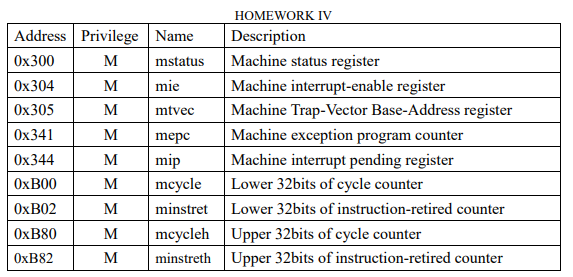 HOMEWORK IV
Address Privilege Name Description
0x300 M mstatus Machine status register
0x304 M mie Machine interrupt-enable register
0x305 M mtvec Machine Trap-Vector Base-Address register
0x341 M mepc Machine exception program counter
0x344 M mip Machine interrupt pending register
0xB00 M mcycle Lower 32bits of cycle counter
0xB02 M minstret Lower 32bits of instruction-retired counter
0xB80 M mcycleh Upper 32bits of cycle counter
0xB82 M minstreth Upper 32bits of instruction-retired counter